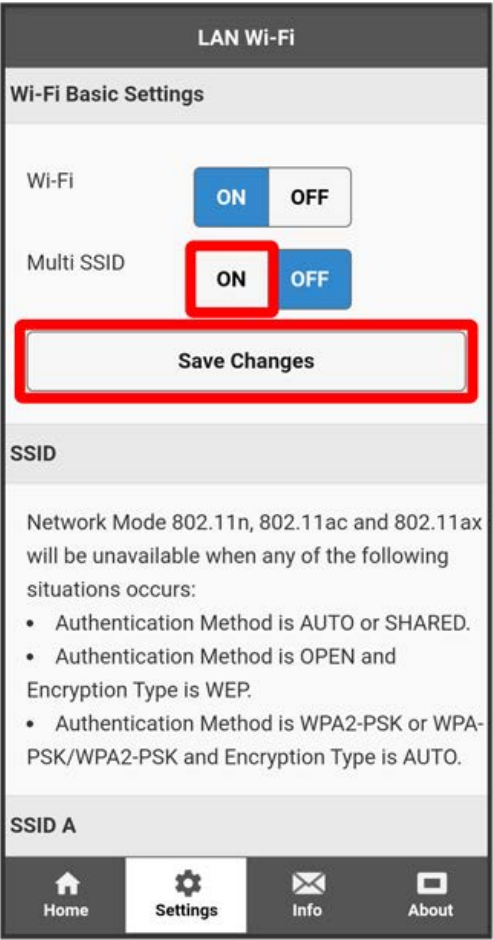 LAN Wi-Fi
Wi-Fi Basic Settings
Wi-Fi
ON OFF
Multi SSID
ON OFF
Save Changes
SSID
Network Mode 802.11n, 802.11ac and 802.11ax
will be unavailable when any of the following
situations occurs:
• Authentication Method is AUTO or SHARED.
• Authentication Method is OPEN and
Encryption Type is WEP.
• Authentication Method is WPA2-PSK or WPA-
PSK/WPA2-PSK and Encryption Type is AUTO.
SSID A
Home Settings Info About